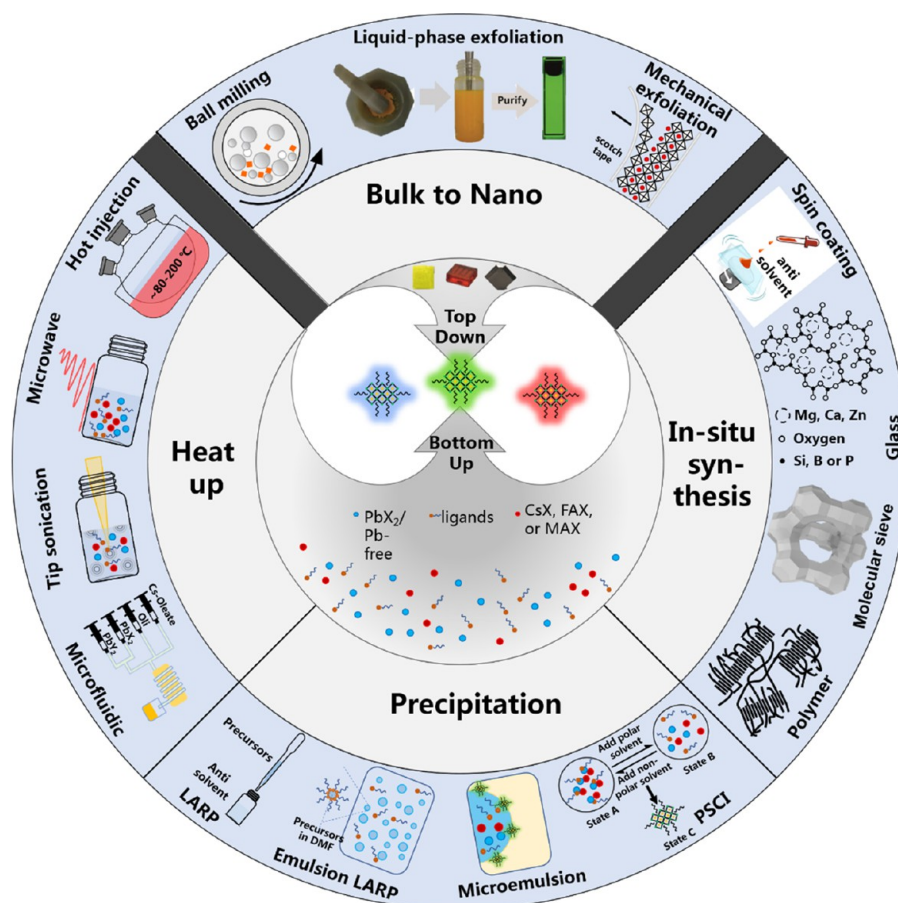 Liquid-phase exfoliation
Ball milling
Purify
Mechanical
exfoliation
scotch
tape
Bulk to Nano
Hot injection
~80-200 ℃
Microwave
Tip sonication
Microfluidic
PbY₂
PbX₂
Oil
Cs-Oleate
Heat
up
Spin coating
anti
solvent
Mg, Ca, Zn
Oxygen
Si, B or P
Glass
Molecular sieve
Polymer
In-situ
syn-
thesis
Top
Down
Bottom
Up
PbX₂/
Pb-
free
ligands
CsX, FAX,
or MAX
Precipitation
Precursors
Anti
solvent
LARP
Precursors
in DMF
Emulsion LARP
Microemulsion
Add polar
solvent
Add non-
polar solvent
State A
State B
State C
PSCI